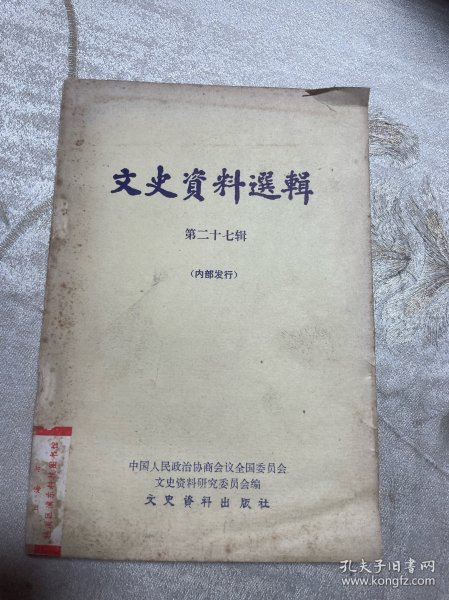 文史資料選輯
第二十七辑
（内部发行）
中国人民政治协商会议全国委员会
文史资料研究委员会编
文史资料出版社
孔夫子旧书网
www.kongfz.com